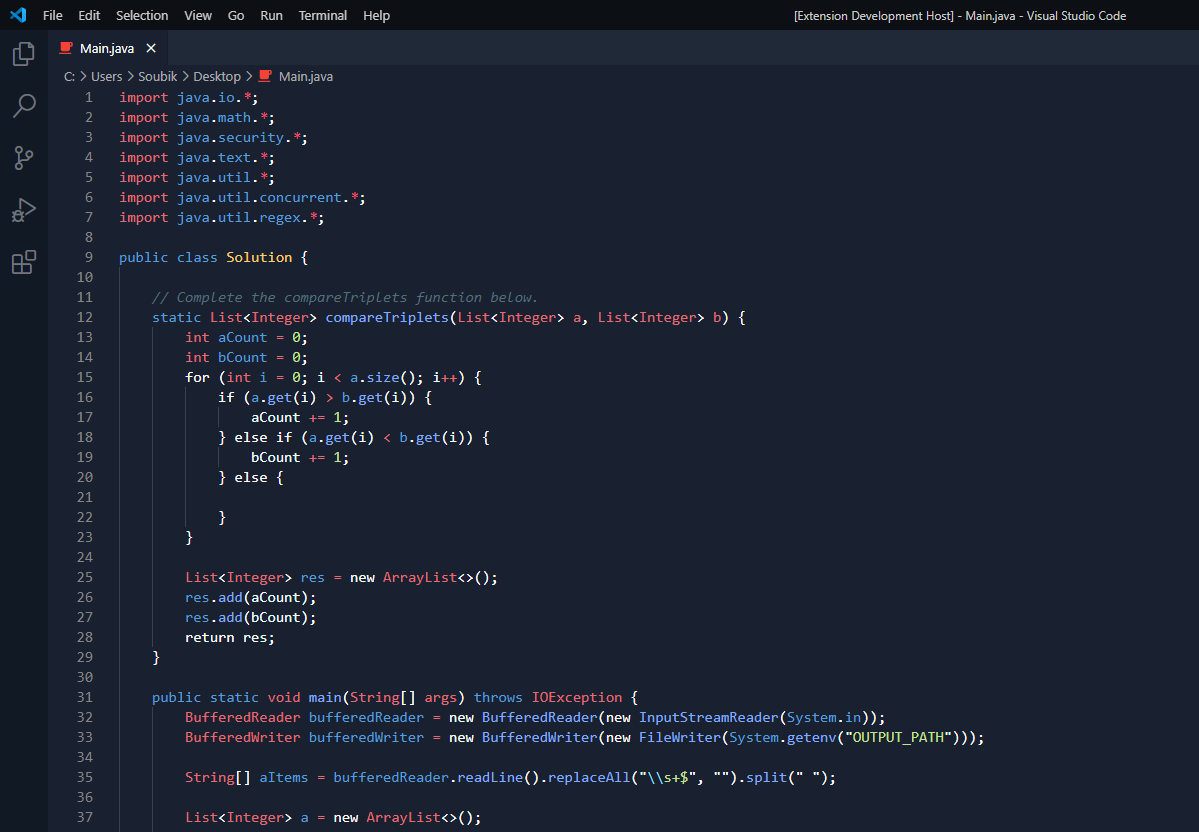 File Edit Selection View Go Run Terminal Help [Extension Development Host] - Main.java - Visual Studio Code
Main.java ×
C: > Users > Soubik > Desktop > Main.java
1 import java.io.*;
2 import java.math.*;
3 import java.security.*;
4 import java.text.*;
5 import java.util.*;
6 import java.util.concurrent.*;
7 import java.util.regex.*;
8
9 public class Solution {
10
11     // Complete the compareTriplets function below.
12     static List<Integer> compareTriplets(List<Integer> a, List<Integer> b) {
13         int aCount = 0;
14         int bCount = 0;
15         for (int i = 0; i < a.size(); i++) {
16             if (a.get(i) > b.get(i)) {
17                 aCount += 1;
18             } else if (a.get(i) < b.get(i)) {
19                 bCount += 1;
20             } else {
21
22             }
23         }
24
25         List<Integer> res = new ArrayList<>();
26         res.add(aCount);
27         res.add(bCount);
28         return res;
29     }
30
31     public static void main(String[] args) throws IOException {
32         BufferedReader bufferedReader = new BufferedReader(new InputStreamReader(System.in));
33         BufferedWriter bufferedWriter = new BufferedWriter(new FileWriter(System.getenv("OUTPUT_PATH")));
34
35         String[] aItems = bufferedReader.readLine().replaceAll("\\s+$", "").split(" ");
36
37         List<Integer> a = new ArrayList<>();